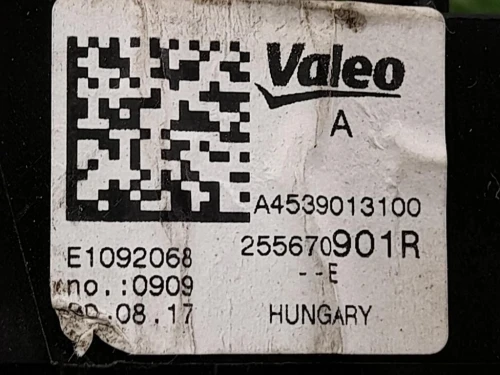 Valeo
A
A4539013100
255670901R
--E
HUNGARY
E1092068
no.:0909
.08.17